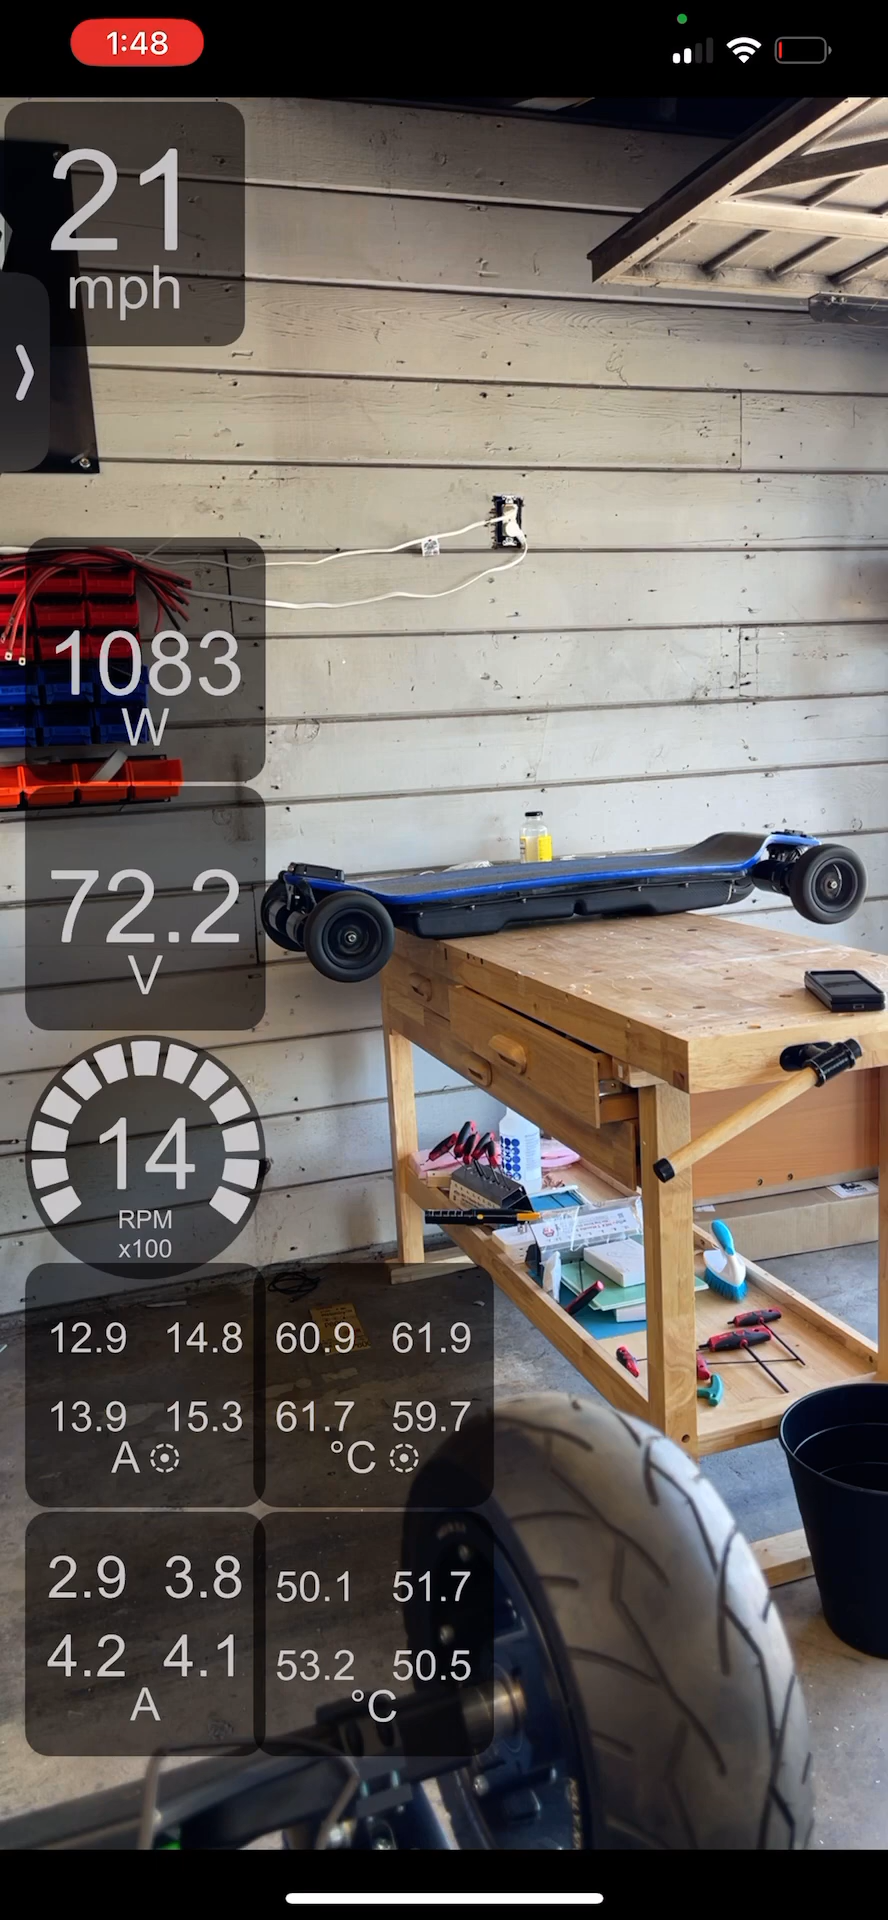 1:48
21
mph
1083
W
72.2
V
14
RPM
x100
12.9 14.8
13.9 15.3
A
60.9 61.9
61.7 59.7
°C
2.9 3.8
4.2 4.1
A
50.1 51.7
53.2 50.5
°C